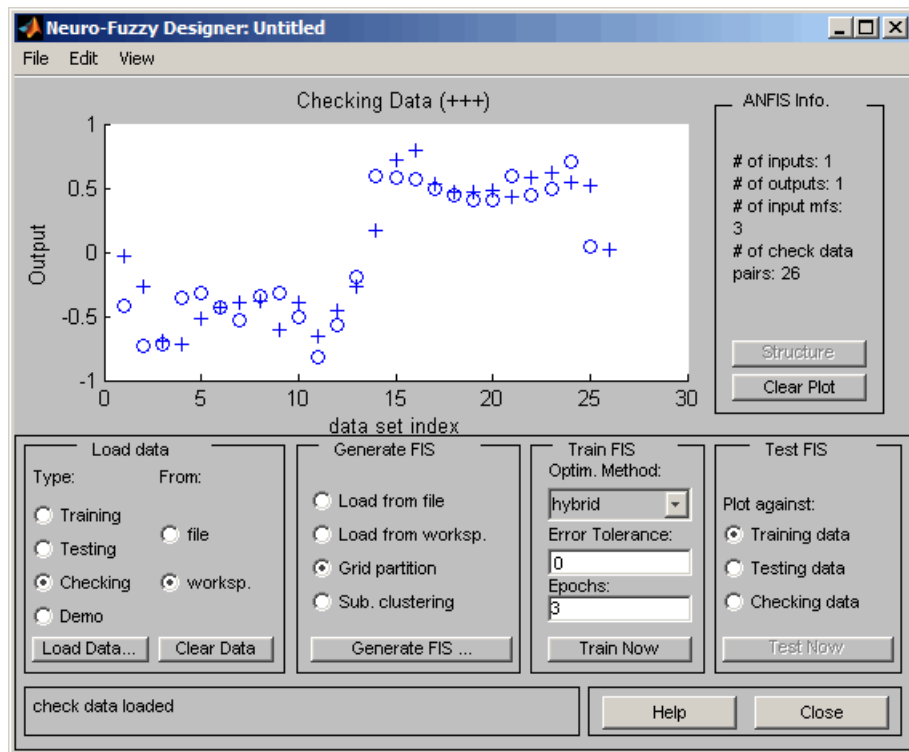 Neuro-Fuzzy Designer: Untitled
File Edit View
Checking Data (+++)
1
0.5
0
-0.5
-1
Output
0 5 10 15 20 25 30
data set index
ANFIS Info.
# of inputs: 1
# of outputs: 1
# of input mfs:
3
# of check data
pairs: 26
Structure
Clear Plot
Load data
Type: From:
Training
Testing
Checking
Demo
file
worksp.
Load Data... Clear Data
Generate FIS
Load from file
Load from worksp.
Grid partition
Sub. clustering
Generate FIS ...
Train FIS
Optim. Method:
hybrid
Error Tolerance:
0
Epochs:
3
Train Now
Test FIS
Plot against:
Training data
Testing data
Checking data
Test Now
check data loaded
Help Close